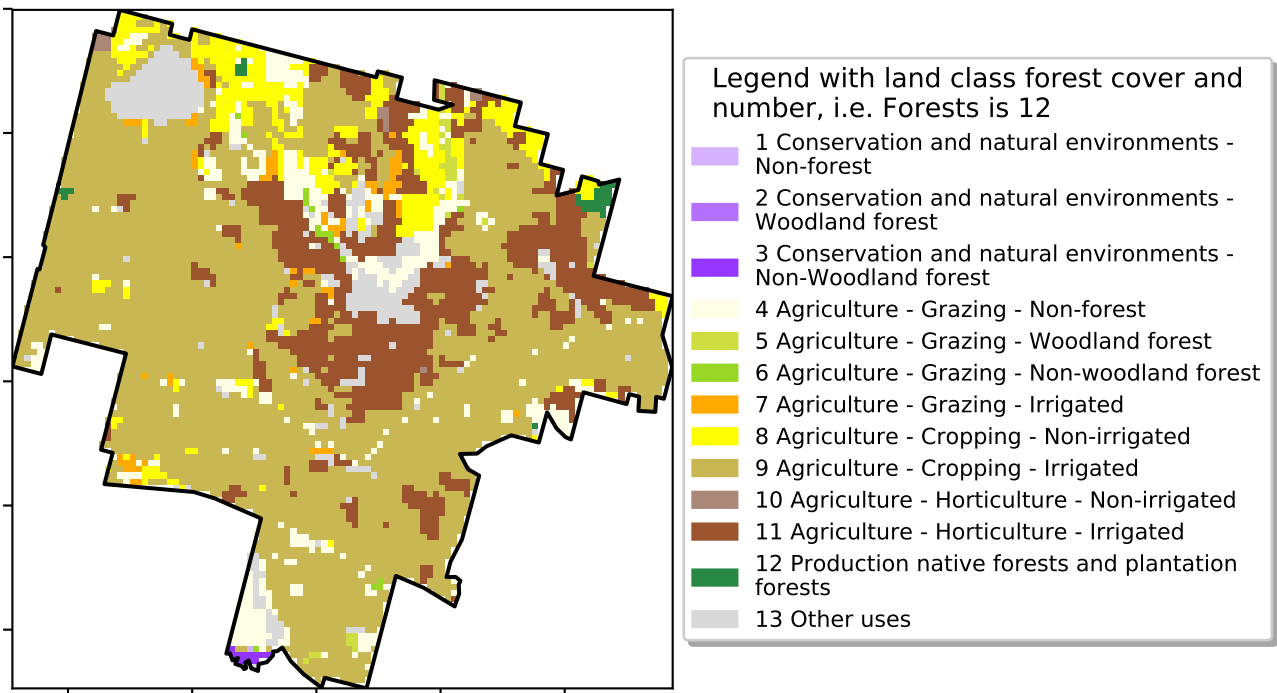 Legend with land class forest cover and
number, i.e. Forests is 12
1 Conservation and natural environments -
Non-forest
2 Conservation and natural environments -
Woodland forest
3 Conservation and natural environments -
Non-Woodland forest
4 Agriculture - Grazing - Non-forest
5 Agriculture - Grazing - Woodland forest
6 Agriculture - Grazing - Non-woodland forest
7 Agriculture - Grazing - Irrigated
8 Agriculture - Cropping - Non-irrigated
9 Agriculture - Cropping - Irrigated
10 Agriculture - Horticulture - Non-irrigated
11 Agriculture - Horticulture - Irrigated
12 Production native forests and plantation
forests
13 Other uses